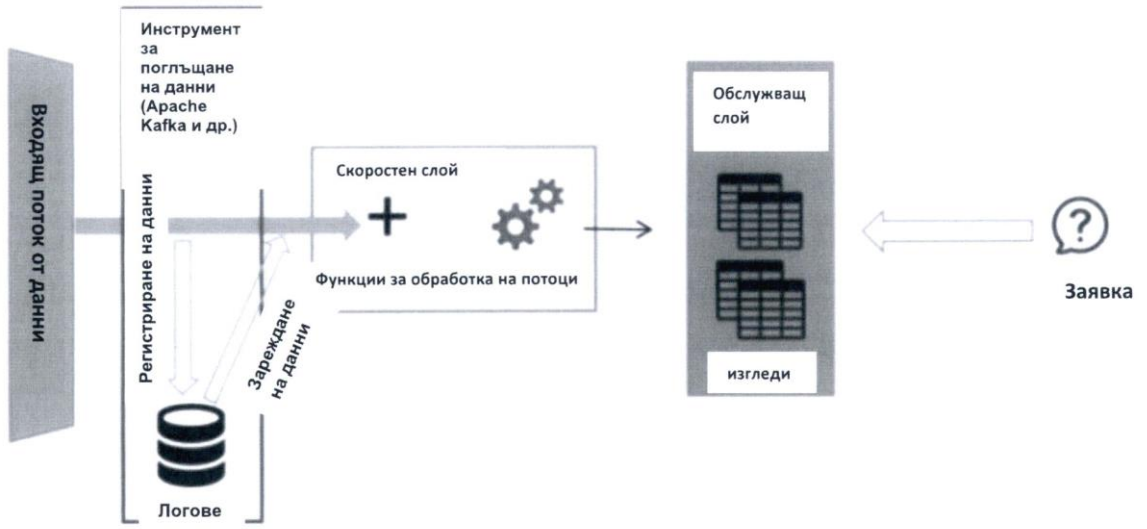 Входящ поток от данни
Инструмент
за
поглъщане
на данни
(Apache
Kafka и др.)
Регистриране на данни
Зареждане
на данни
Логове
Скоростен слой
Функции за обработка на потоци
Обслужващ
слой
изгледи
?
Заявка